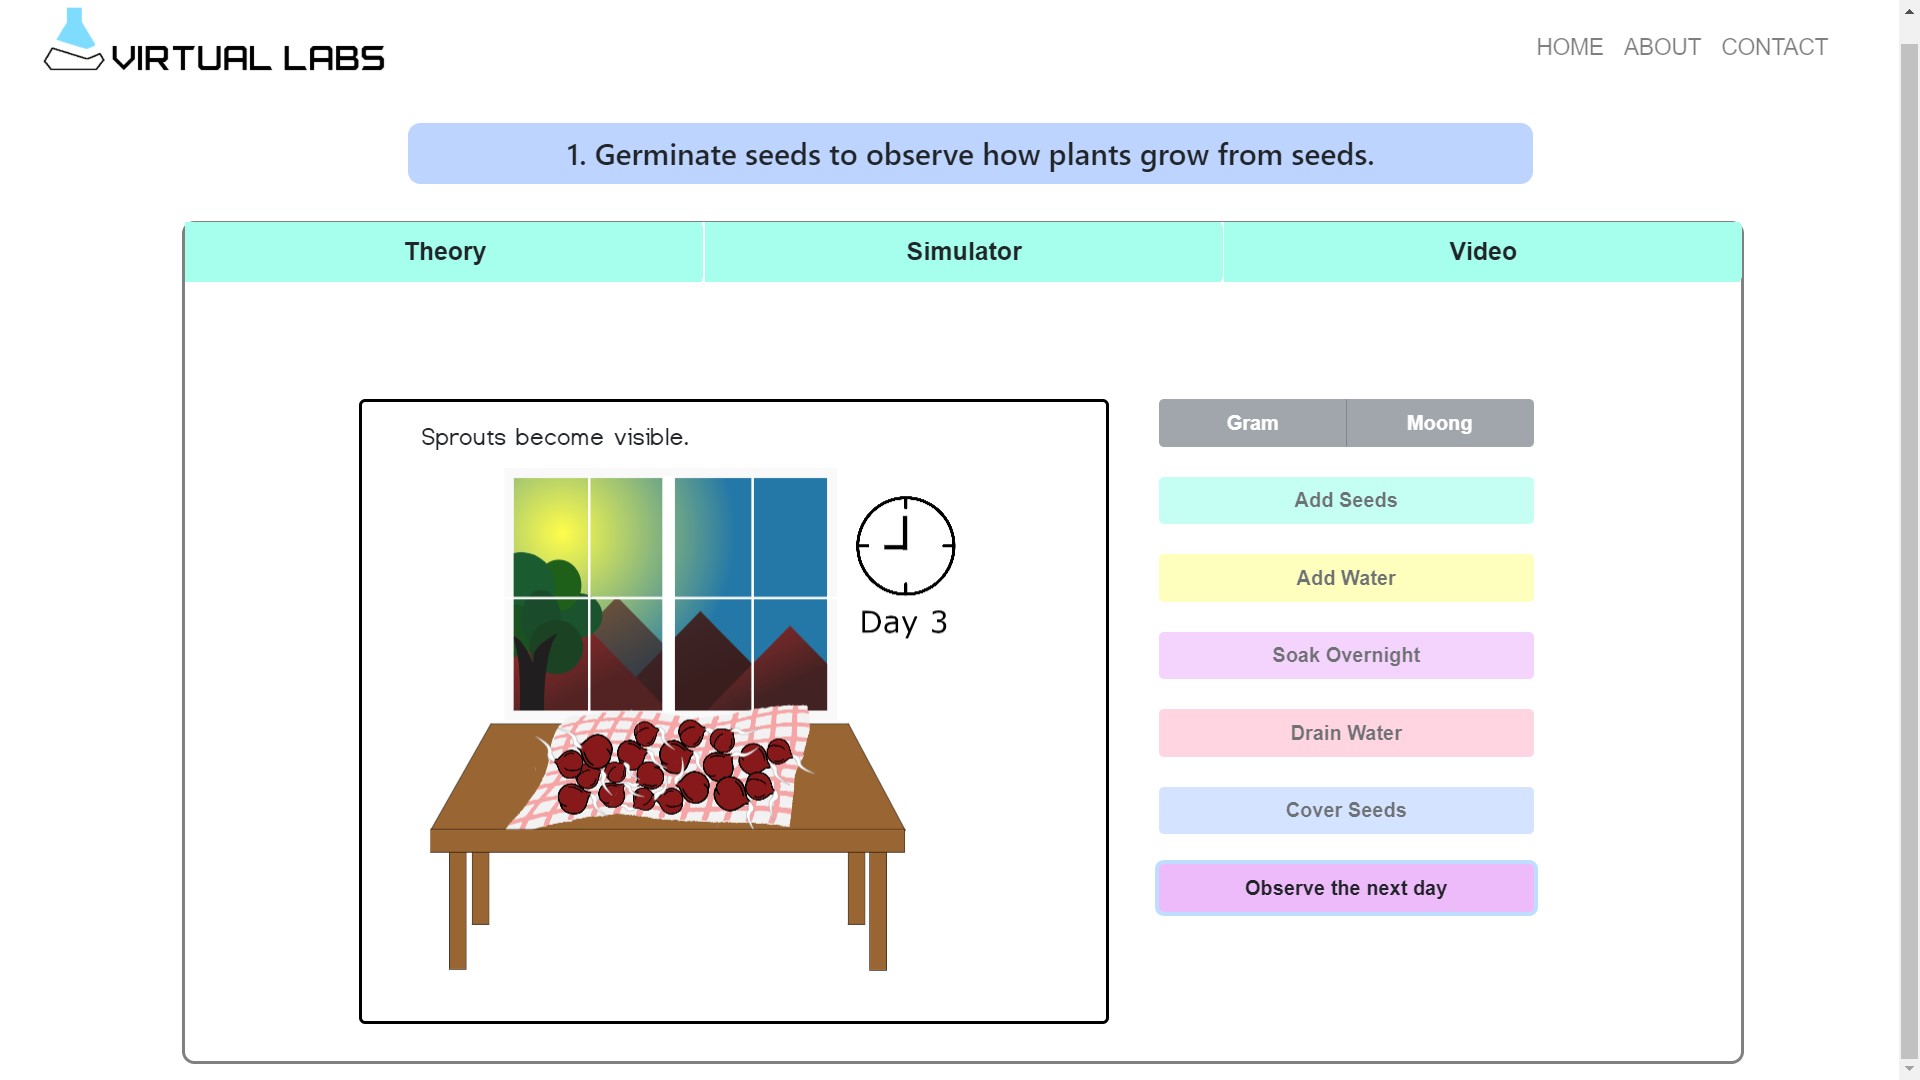 VIRTUAL LABS
HOME ABOUT CONTACT
1. Germinate seeds to observe how plants grow from seeds.
Theory Simulator Video
Sprouts become visible.
Day 3
Gram Moong
Add Seeds
Add Water
Soak Overnight
Drain Water
Cover Seeds
Observe the next day